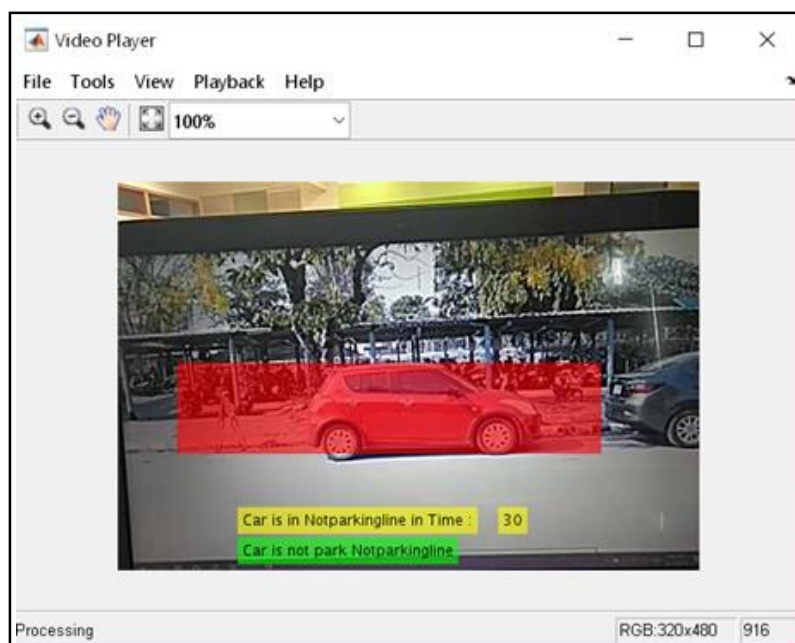 Video Player
File Tools View Playback Help
100%
Car is in Notparkingline in Time : 30
Car is not park Notparkingline
Processing RGB:320x480 916